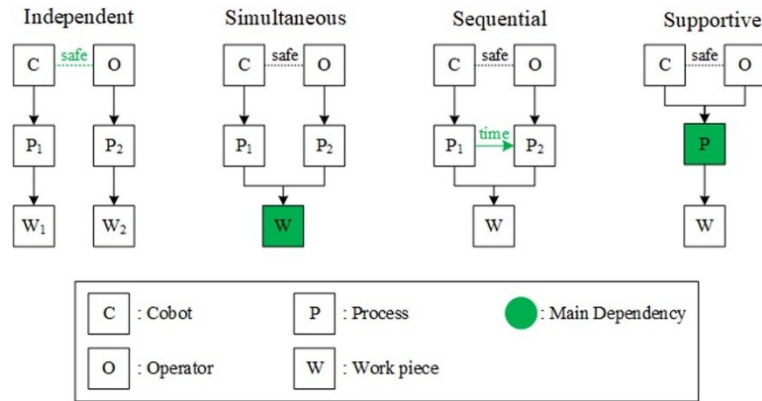 Independent Simultaneous Sequential Supportive
C safe O C safe O C safe O C safe O
P₁ P₂ P₁ P₂ P₁ time P₂ P
W₁ W₂ W W W
C : Cobot P : Process : Main Dependency
O : Operator W : Work piece